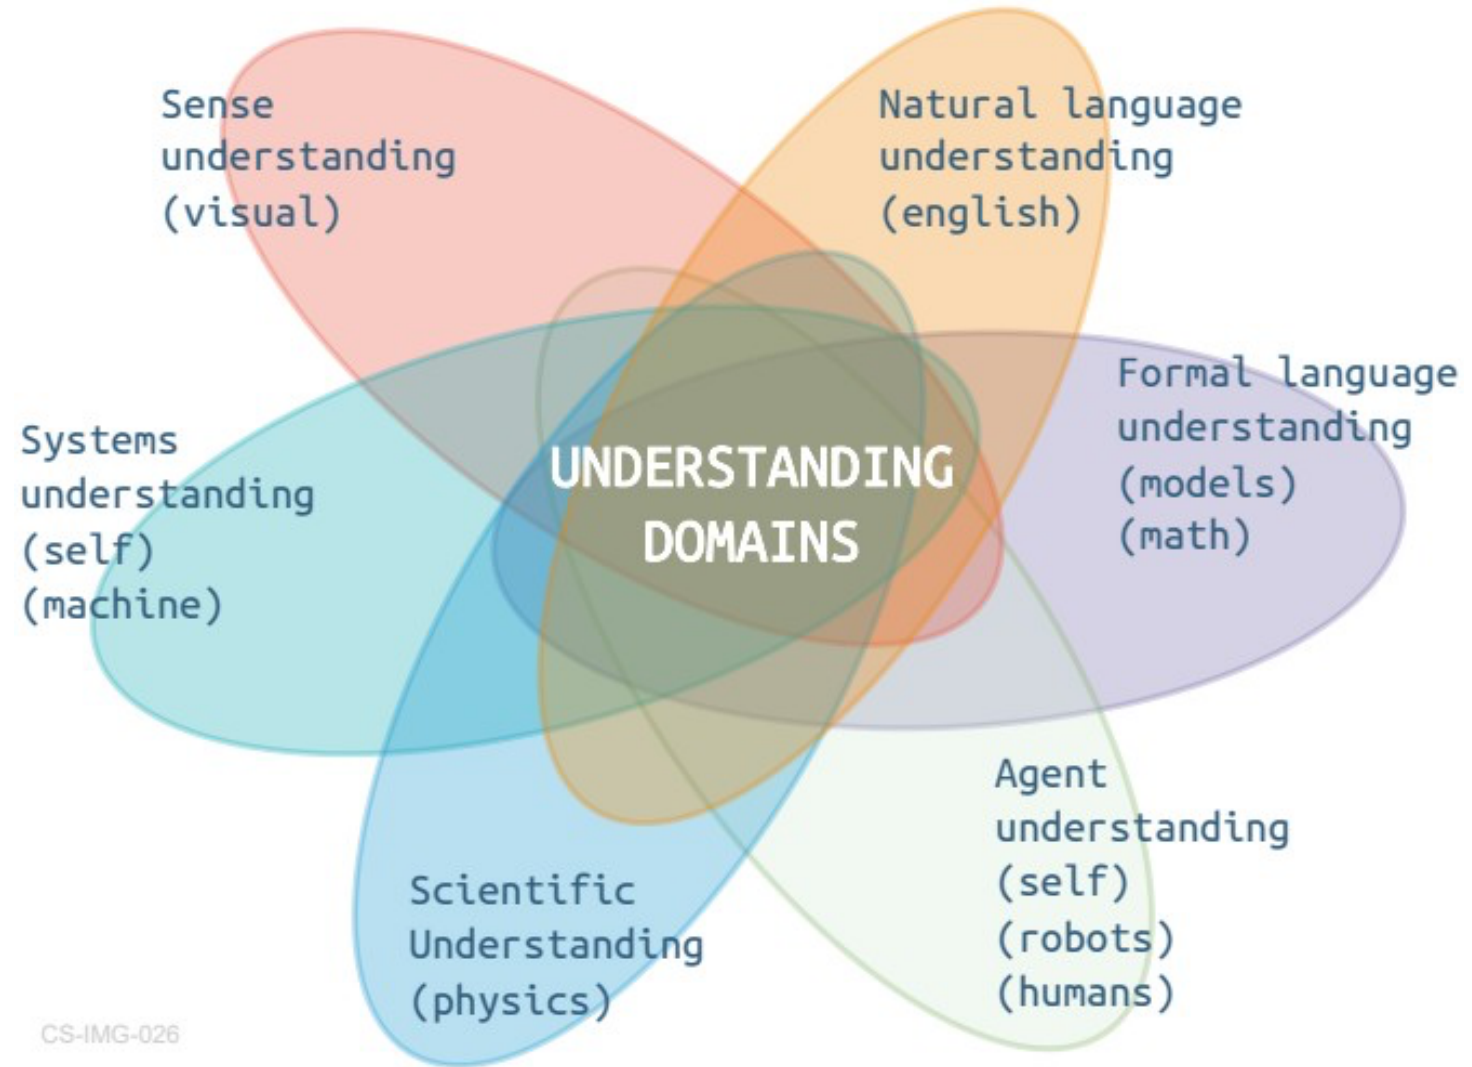 Sense
understanding
(visual)
Natural language
understanding
(english)
Formal language
understanding
(models)
(math)
Systems
understanding
(self)
(machine)
UNDERSTANDING
DOMAINS
Agent
understanding
(self)
(robots)
(humans)
Scientific
Understanding
(physics)
CS-IMG-026